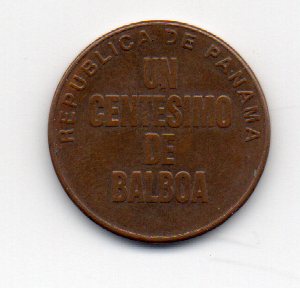 REPUBLICA DE PANAMA
UN
CENTESIMO
DE
BALBOA